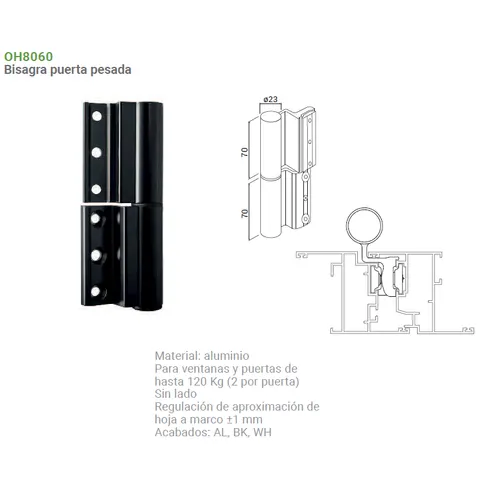 OH8060
Bisagra puerta pesada
ø23
70
70
Material: aluminio
Para ventanas y puertas de
hasta 120 Kg (2 por puerta)
Sin lado
Regulación de aproximación de
hoja a marco ±1 mm
Acabados: AL, BK, WH